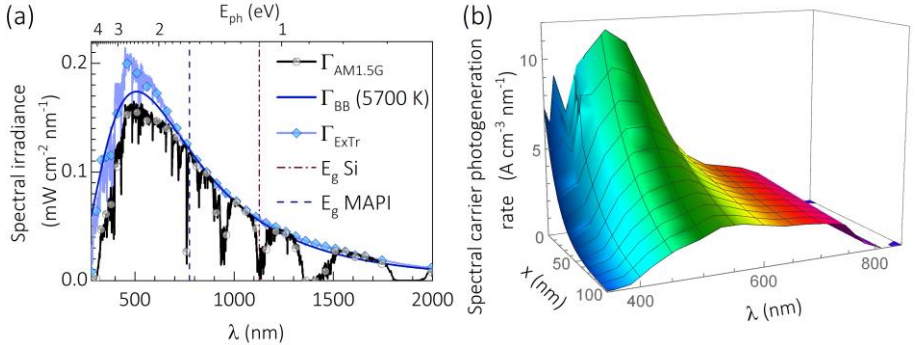 (a)
E_ph (eV)
4 3 2 1
Spectral irradiance
(mW cm⁻² nm⁻¹)
0.2
0.1
0.0
Γ_AM1.5G
Γ_BB (5700 K)
Γ_ExTr
E_g Si
E_g MAPI
500 1000 1500 2000
λ (nm)
(b)
Spectral carrier photogeneration
rate (A cm⁻³ nm⁻¹)
10
5
0
50
100
x (nm)
400 600 800
λ (nm)